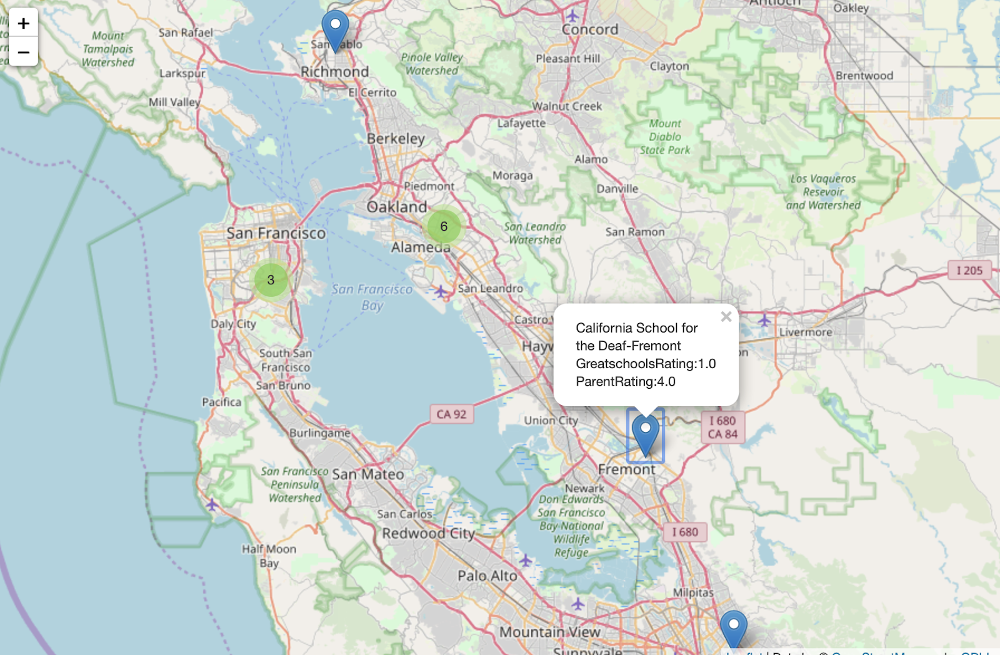 +
−
San Rafael
Mount
Tamalpais
Watershed
Larkspur
Mill Valley
Richmond
El Cerrito
Berkeley
Pinole Valley
Watershed
Concord
Pleasant Hill
Clayton
Oakley
Brentwood
Walnut Creek
Lafayette
Mount
Diablo
State Park
Alamo
Moraga
Danville
Los Vaqueros
Resevoir
and Watershed
Piedmont
Oakland
6
Alameda
San Leandro
Watershed
San Ramon
San Francisco
3
San Francisco
Bay
San Leandro
I 205
Daly City
Castro
Livermore
California School for
the Deaf-Fremont
GreatschoolsRating:1.0
ParentRating:4.0
×
South San
Francisco
San Bruno
Pacifica
CA 92
Union City
I 680
CA 84
Burlingame
San Francisco
Peninsula
Watershed
San Mateo
Fremont
Newark
Don Edwards
San Francisco
Bay National
Wildlife
Refuge
San Carlos
Redwood City
I 680
Half Moon
Bay
Palo Alto
Milpitas
Mountain View
Sunnyvale